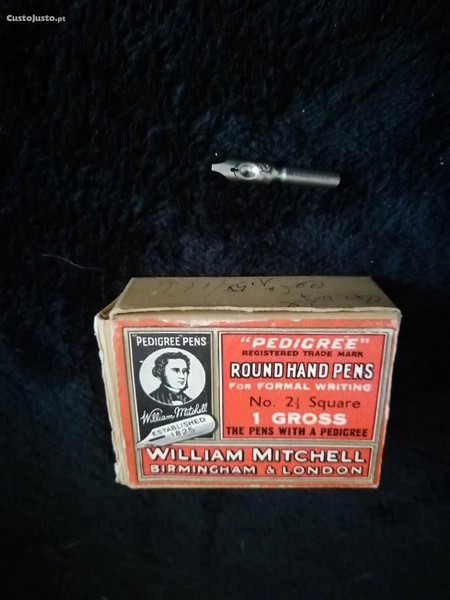 CustoJusto.pt
"PEDIGREE" PENS
William Mitchell
ESTABLISHED
1825
"PEDIGREE"
REGISTERED TRADE MARK
ROUND HAND PENS
FOR FORMAL WRITING
No. 2½ Square
1 GROSS
THE PENS WITH A PEDIGREE
WILLIAM MITCHELL
BIRMINGHAM & LONDON